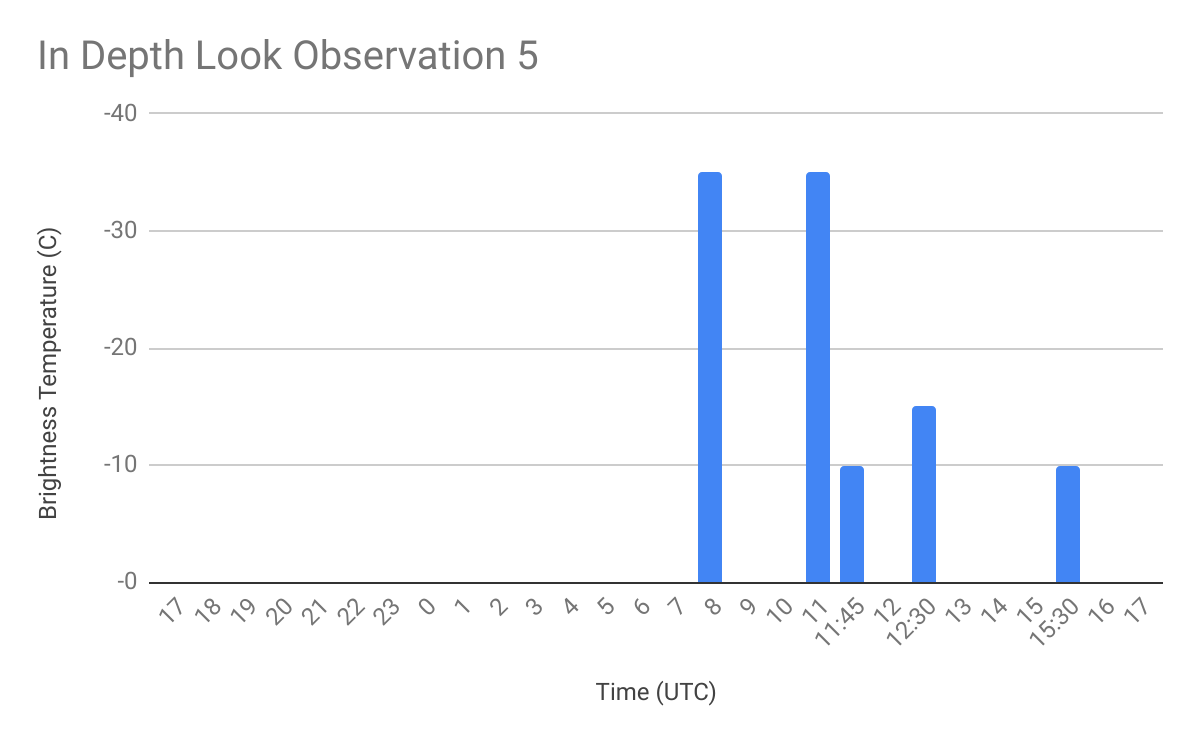 In Depth Look Observation 5
Brightness Temperature (C)
-40
-30
-20
-10
-0
17 18 19 20 21 22 23 0 1 2 3 4 5 6 7 8 9 10 11 11:45 12 12:30 13 14 15 15:30 16 17
Time (UTC)